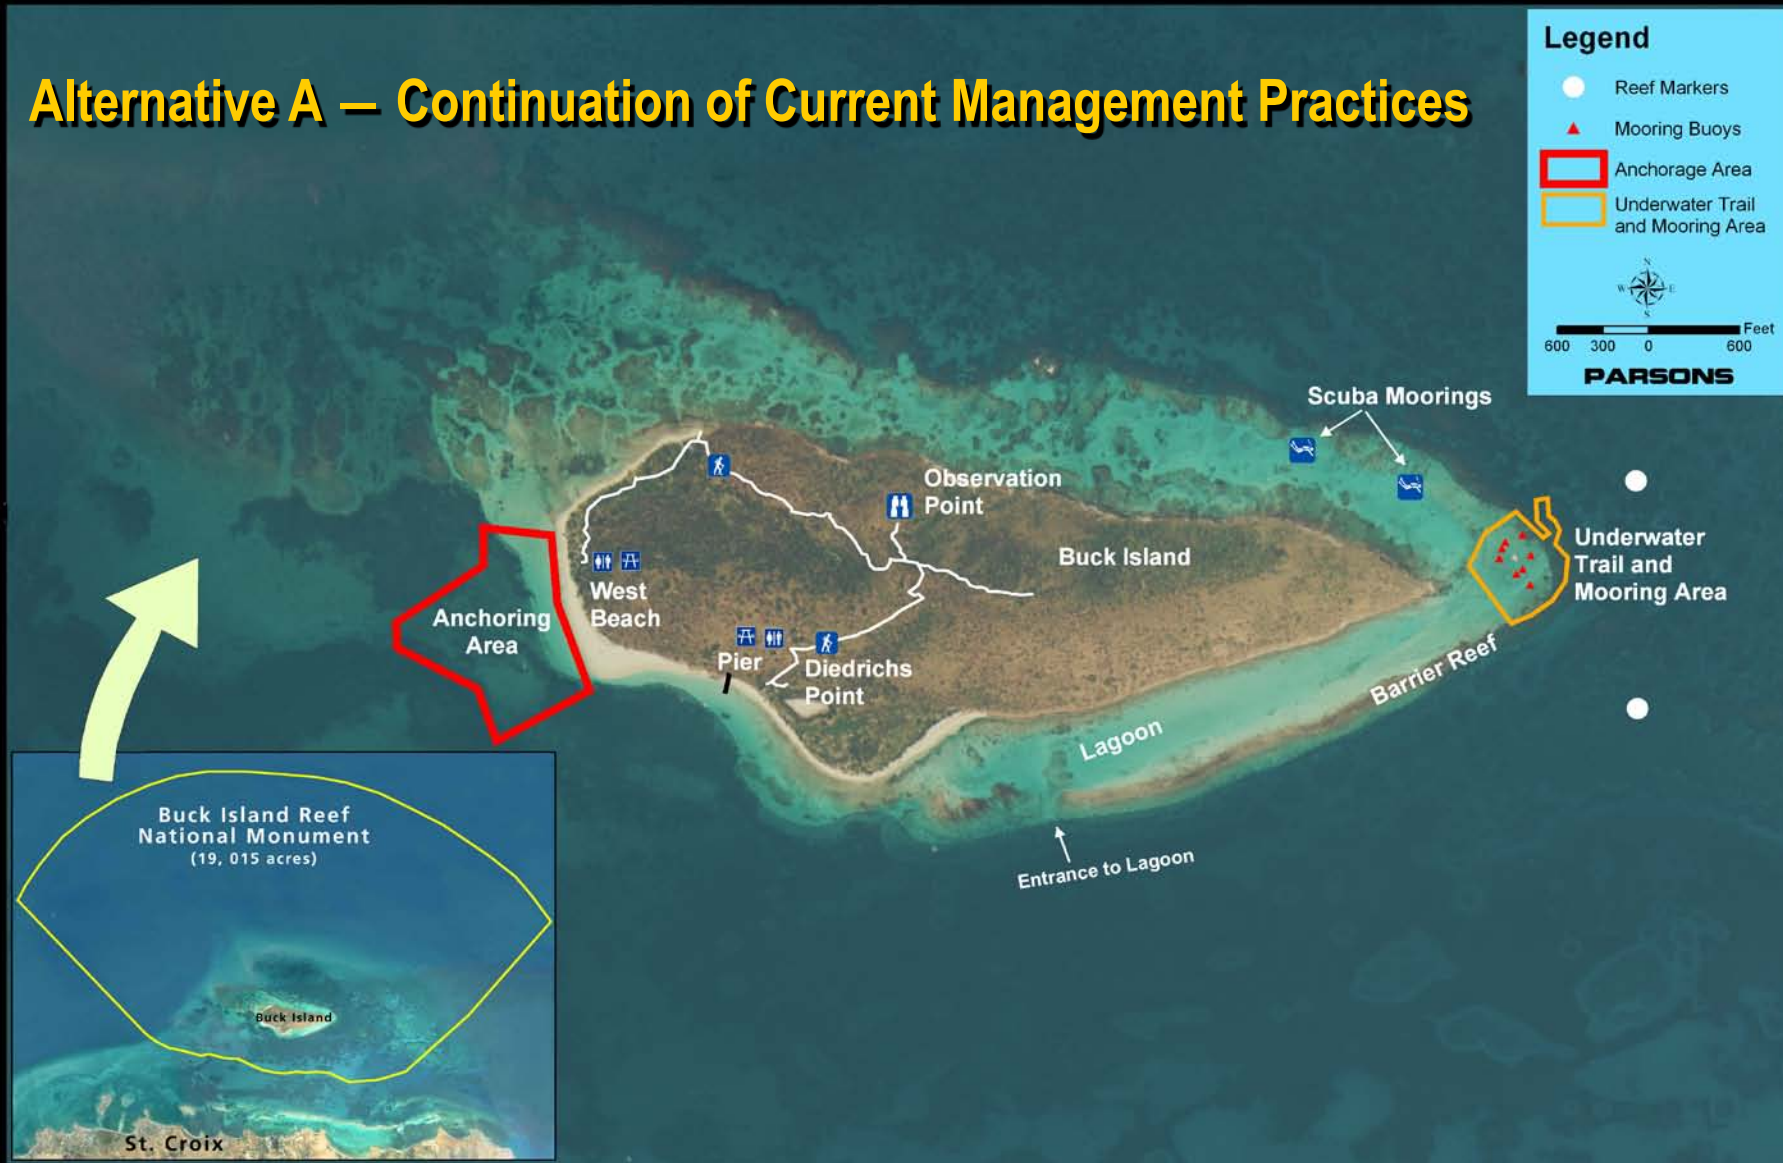 Alternative A — Continuation of Current Management Practices
Legend
Reef Markers
Mooring Buoys
Anchorage Area
Underwater Trail
and Mooring Area
N
W E
S
Feet
600 300 0 600
PARSONS
Scuba Moorings
Observation
Point
Buck Island
Underwater
Trail and
Mooring Area
West
Beach
Anchoring
Area
Pier
Diedrichs
Point
Barrier Reef
Lagoon
Entrance to Lagoon
Buck Island Reef
National Monument
(19, 015 acres)
Buck Island
St. Croix